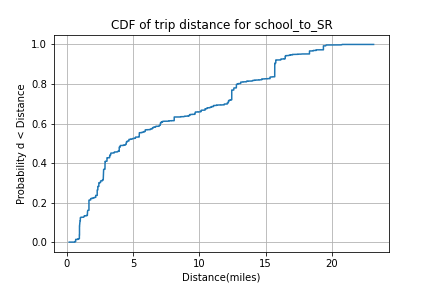 CDF of trip distance for school_to_SR
Probability d < Distance
1.0
0.8
0.6
0.4
0.2
0.0
0 5 10 15 20
Distance(miles)